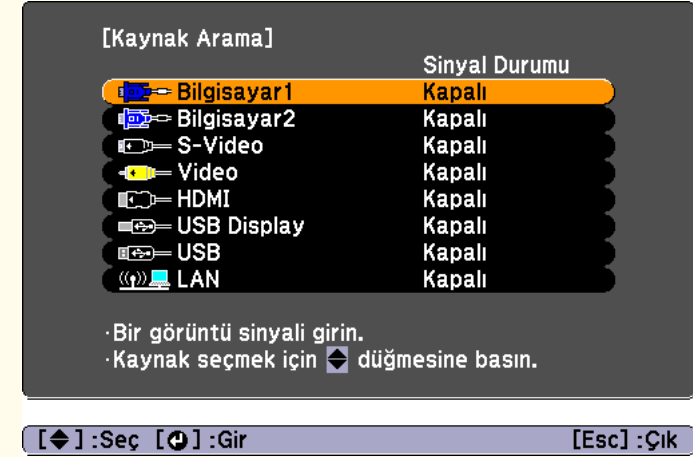 [Kaynak Arama]
Sinyal Durumu
Bilgisayar1 Kapalı
Bilgisayar2 Kapalı
S-Video Kapalı
Video Kapalı
HDMI Kapalı
USB Display Kapalı
USB Kapalı
LAN Kapalı
·Bir görüntü sinyali girin.
·Kaynak seçmek için düğmesine basın.
[ ] :Seç [ ] :Gir [Esc] :Çık